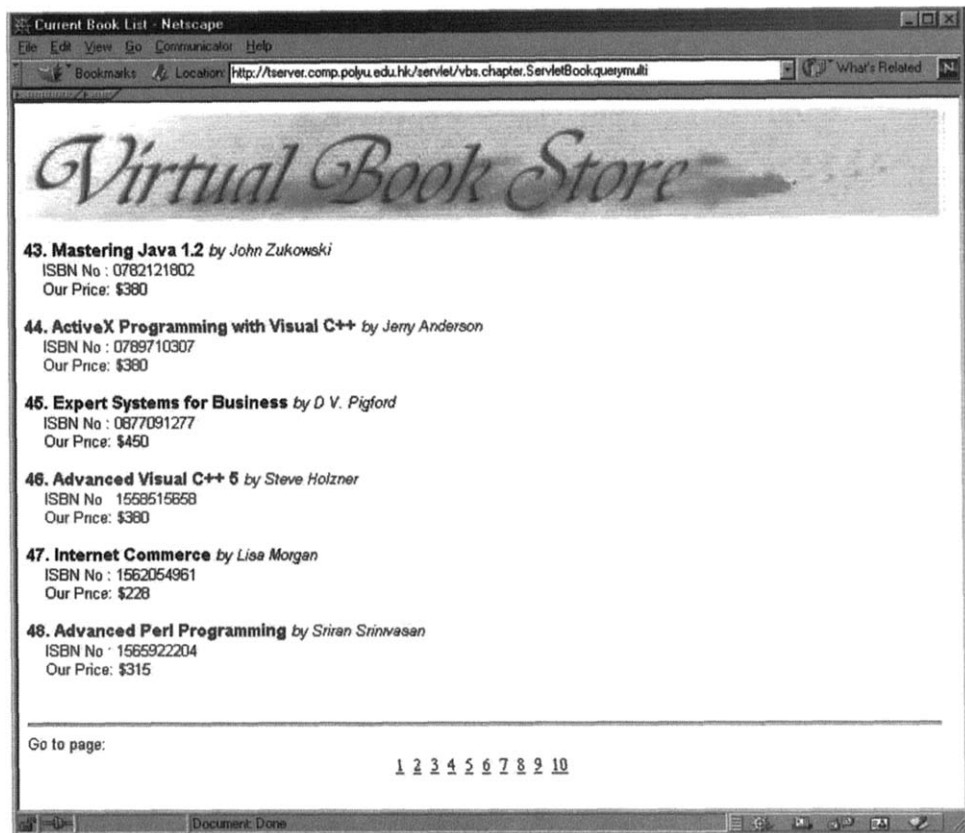 Current Book List - Netscape
File Edit View Go Communicator Help
Bookmarks Location: http://tserver.comp.polyu.edu.hk/servlet/vbs.chapter.ServletBookquerymulti What's Related
Virtual Book Store
43. Mastering Java 1.2 by John Zukowski
ISBN No : 0782121802
Our Price: $380
44. ActiveX Programming with Visual C++ by Jerry Anderson
ISBN No : 0789710307
Our Price: $380
45. Expert Systems for Business by D V. Pigford
ISBN No : 0877091277
Our Price: $450
46. Advanced Visual C++ 5 by Steve Holzner
ISBN No 1558515658
Our Price: $380
47. Internet Commerce by Lisa Morgan
ISBN No : 1562054961
Our Price: $228
48. Advanced Perl Programming by Sriran Srinivasan
ISBN No : 1565922204
Our Price: $315
Go to page:
1 2 3 4 5 6 7 8 9 10
Document: Done